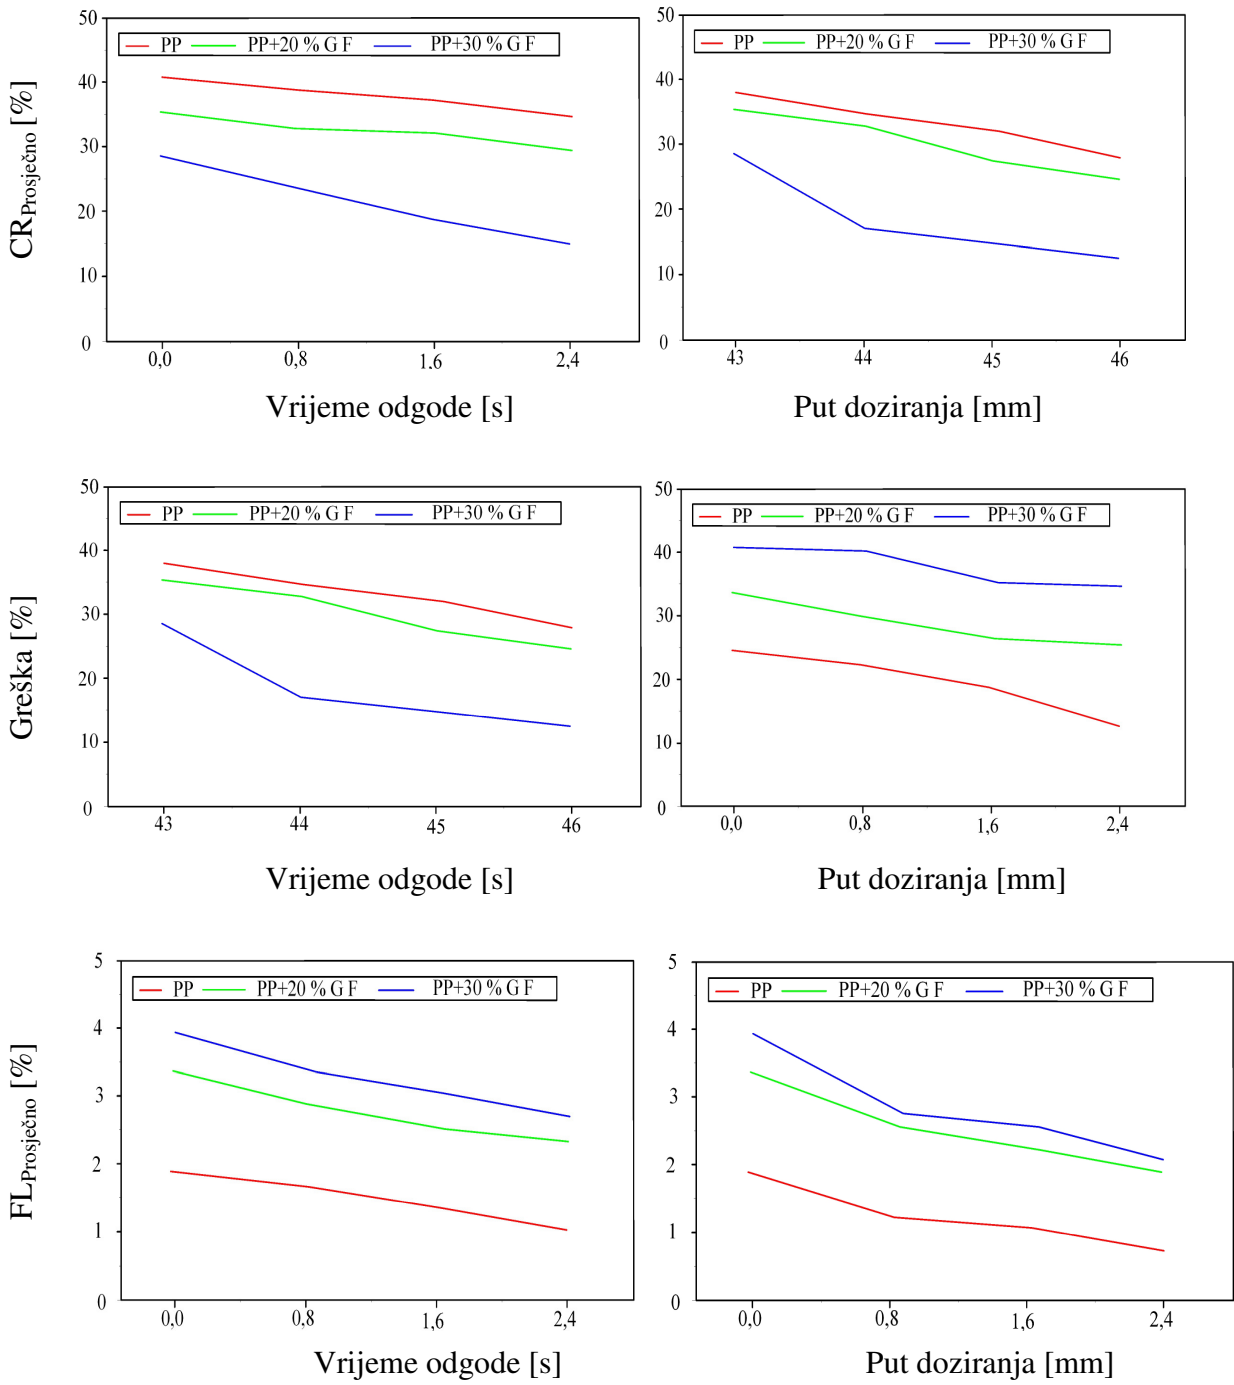 CR Prosječno [%]
50
40
30
20
10
0
PP PP+20 % G F PP+30 % G F
0,0 0,8 1.6 2,4
Vrijeme odgode [s]
50
40
30
20
10
0
PP PP+20 % G F PP+30 % G F
43 44 45 46
Put doziranja [mm]
Greška [%]
50
40
30
20
10
0
PP PP+20 % G F PP+30 % G F
43 44 45 46
Vrijeme odgode [s]
50
40
30
20
10
0
PP PP+20 % G F PP+30 % G F
0,0 0,8 1,6 2,4
Put doziranja [mm]
FL Prosječno [%]
5
4
3
2
1
0
PP PP+20 % G F PP+30 % G F
0,0 0,8 1,6 2,4
Vrijeme odgode [s]
5
4
3
2
1
0
PP PP+20 % G F PP+30 % G F
0,0 0,8 1,6 2,4
Put doziranja [mm]